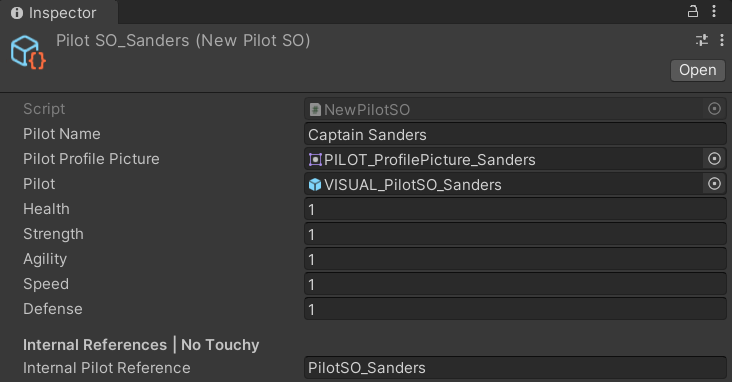 Inspector
Pilot SO_Sanders (New Pilot SO)
Open
Script NewPilotSO
Pilot Name Captain Sanders
Pilot Profile Picture PILOT_ProfilePicture_Sanders
Pilot VISUAL_PilotSO_Sanders
Health 1
Strength 1
Agility 1
Speed 1
Defense 1
Internal References | No Touchy
Internal Pilot Reference PilotSO_Sanders